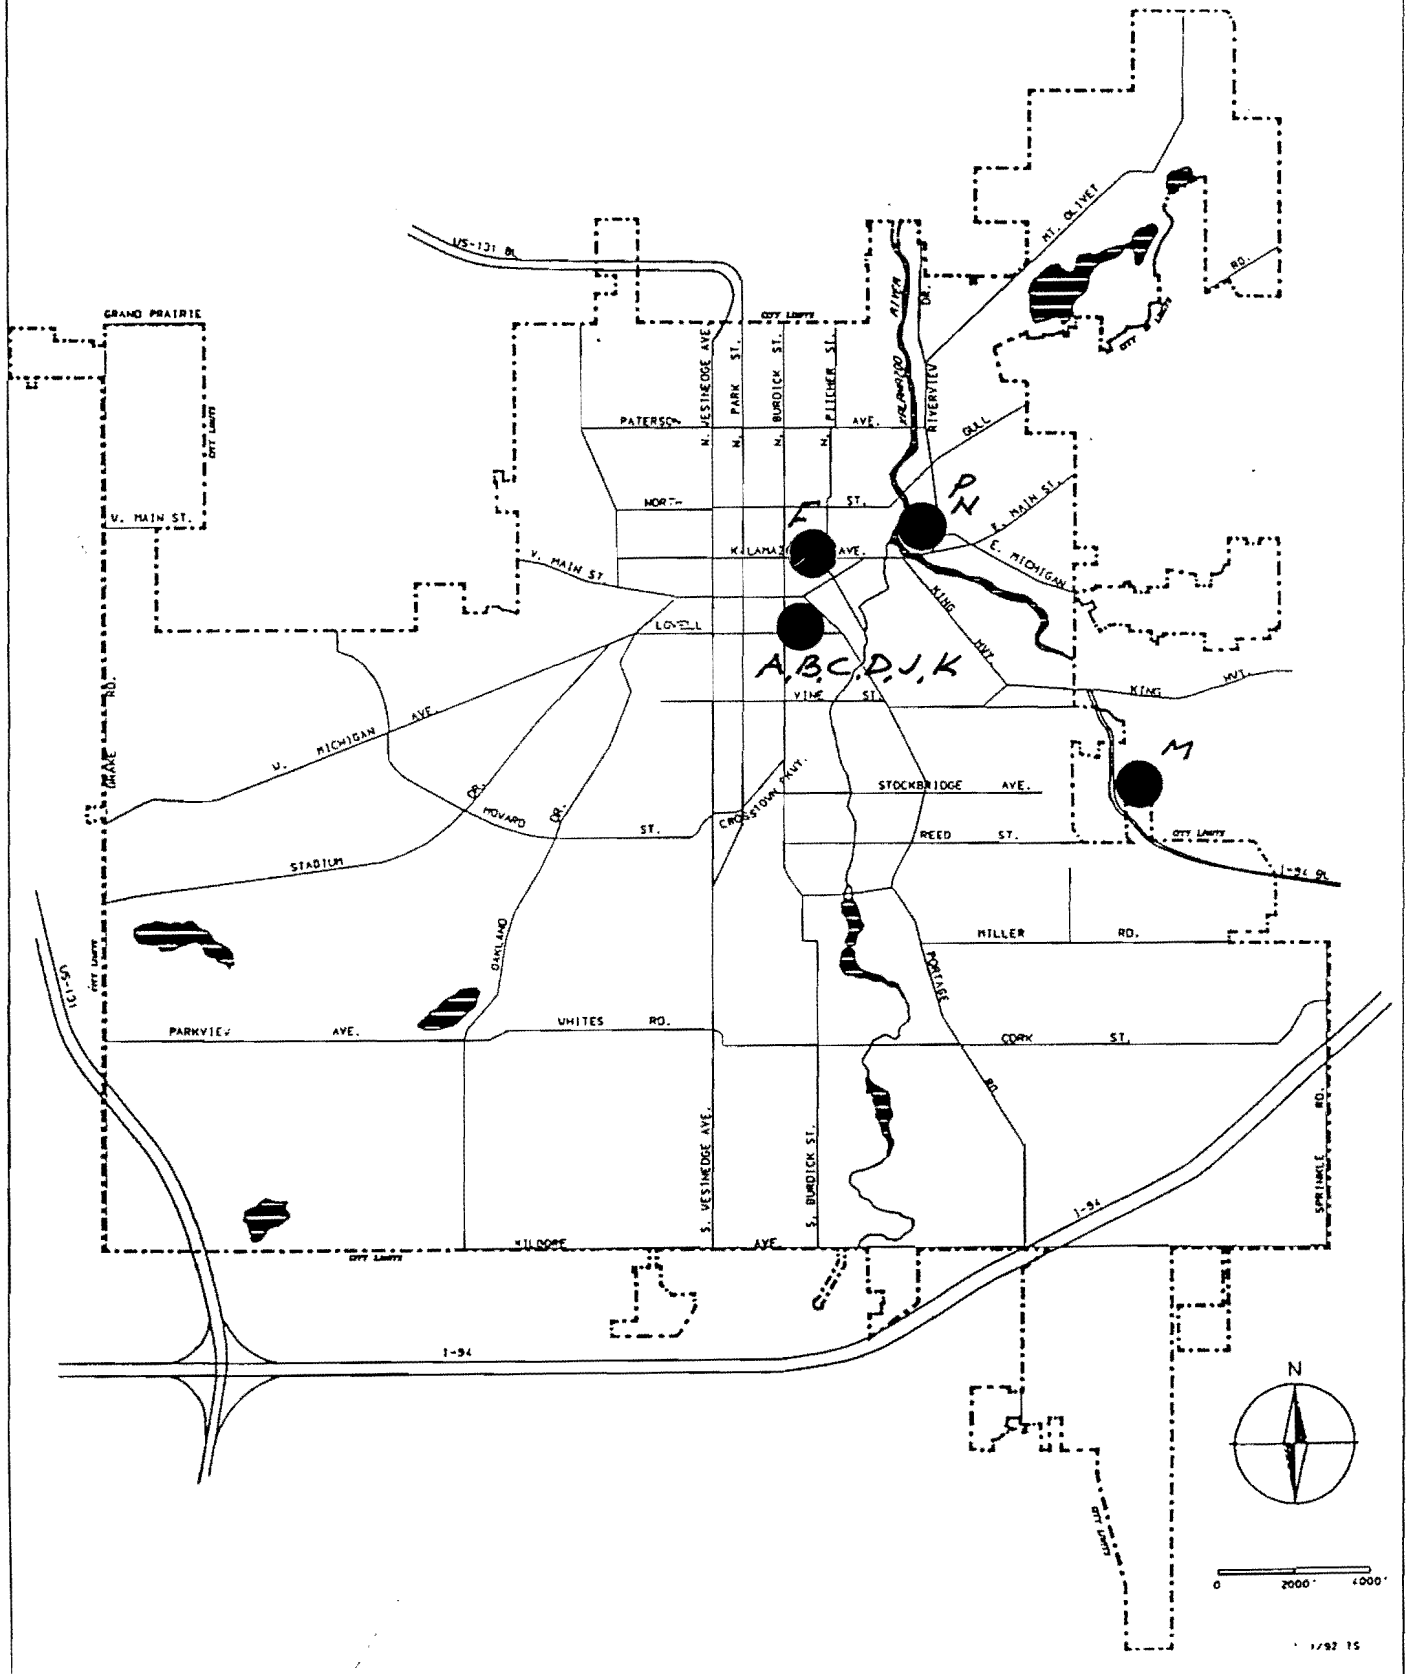 US-131 BL
MT. OLIVET
RD.
GRAND PRAIRIE
CITY LIMITS
RIVER
DR.
KALAMAZOO
RIVERVIEW
N. WESTNEDGE AVE.
N. PARK ST.
N. BURDICK ST.
N. PITCHER ST.
CITY LIMITS
CITY LIMITS
PATERSON AVE.
GULL
W. MAIN ST.
NORTH ST.
P
N
E. MAIN ST.
E
KALAMAZ AVE.
E. MICHIGAN
W. MAIN ST
LOVELL
KING HWY.
A, B, C, D, J, K
VINE ST.
KING HWY.
DRAKE RD.
W. MICHIGAN AVE.
M
STOCKBRIDGE AVE.
HOWARD ST.
DR.
DR.
CROSSTOWN PKWY.
REED ST.
CITY LIMITS
STADIUM
I-94 BL
OAKLAND
MILLER RD.
PORTAGE
RD.
US-131
CITY LIMITS
PARKVIEW AVE.
WHITES RD.
CORK ST.
S. WESTNEDGE AVE.
S. BURDICK ST.
SPRINKLE RD.
I-94
KILGORE AVE.
CITY LIMITS
I-94
N
CITY LIMITS
0 2000' 4000'
1/92 TS